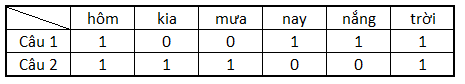 hôm kia mưa nay nắng trời
Câu 1 1 0 0 1 1 1
Câu 2 1 1 1 0 0 1